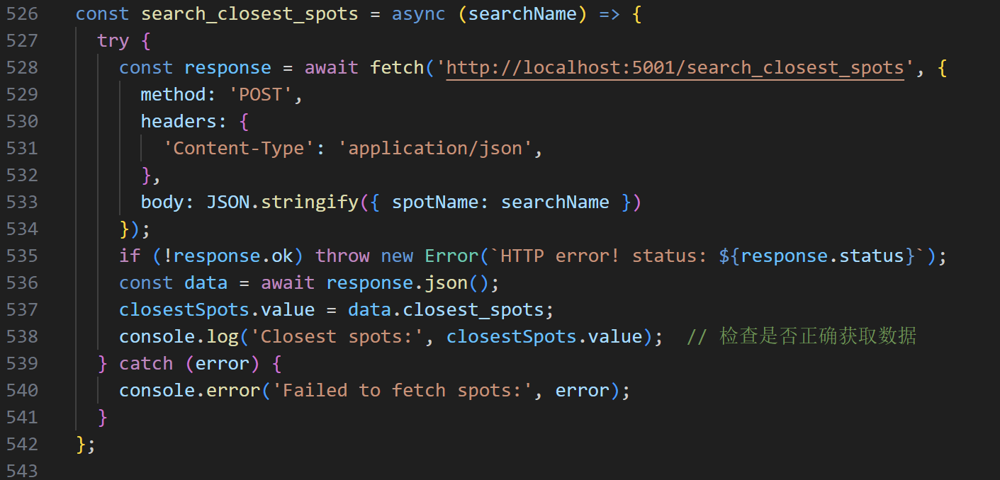 526 const search_closest_spots = async (searchName) => {
527 try {
528 const response = await fetch('http://localhost:5001/search_closest_spots', {
529 method: 'POST',
530 headers: {
531 'Content-Type': 'application/json',
532 },
533 body: JSON.stringify({ spotName: searchName })
534 });
535 if (!response.ok) throw new Error(`HTTP error! status: ${response.status}`);
536 const data = await response.json();
537 closestSpots.value = data.closest_spots;
538 console.log('Closest spots:', closestSpots.value);  // 检查是否正确获取数据
539 } catch (error) {
540 console.error('Failed to fetch spots:', error);
541 }
542 };
543